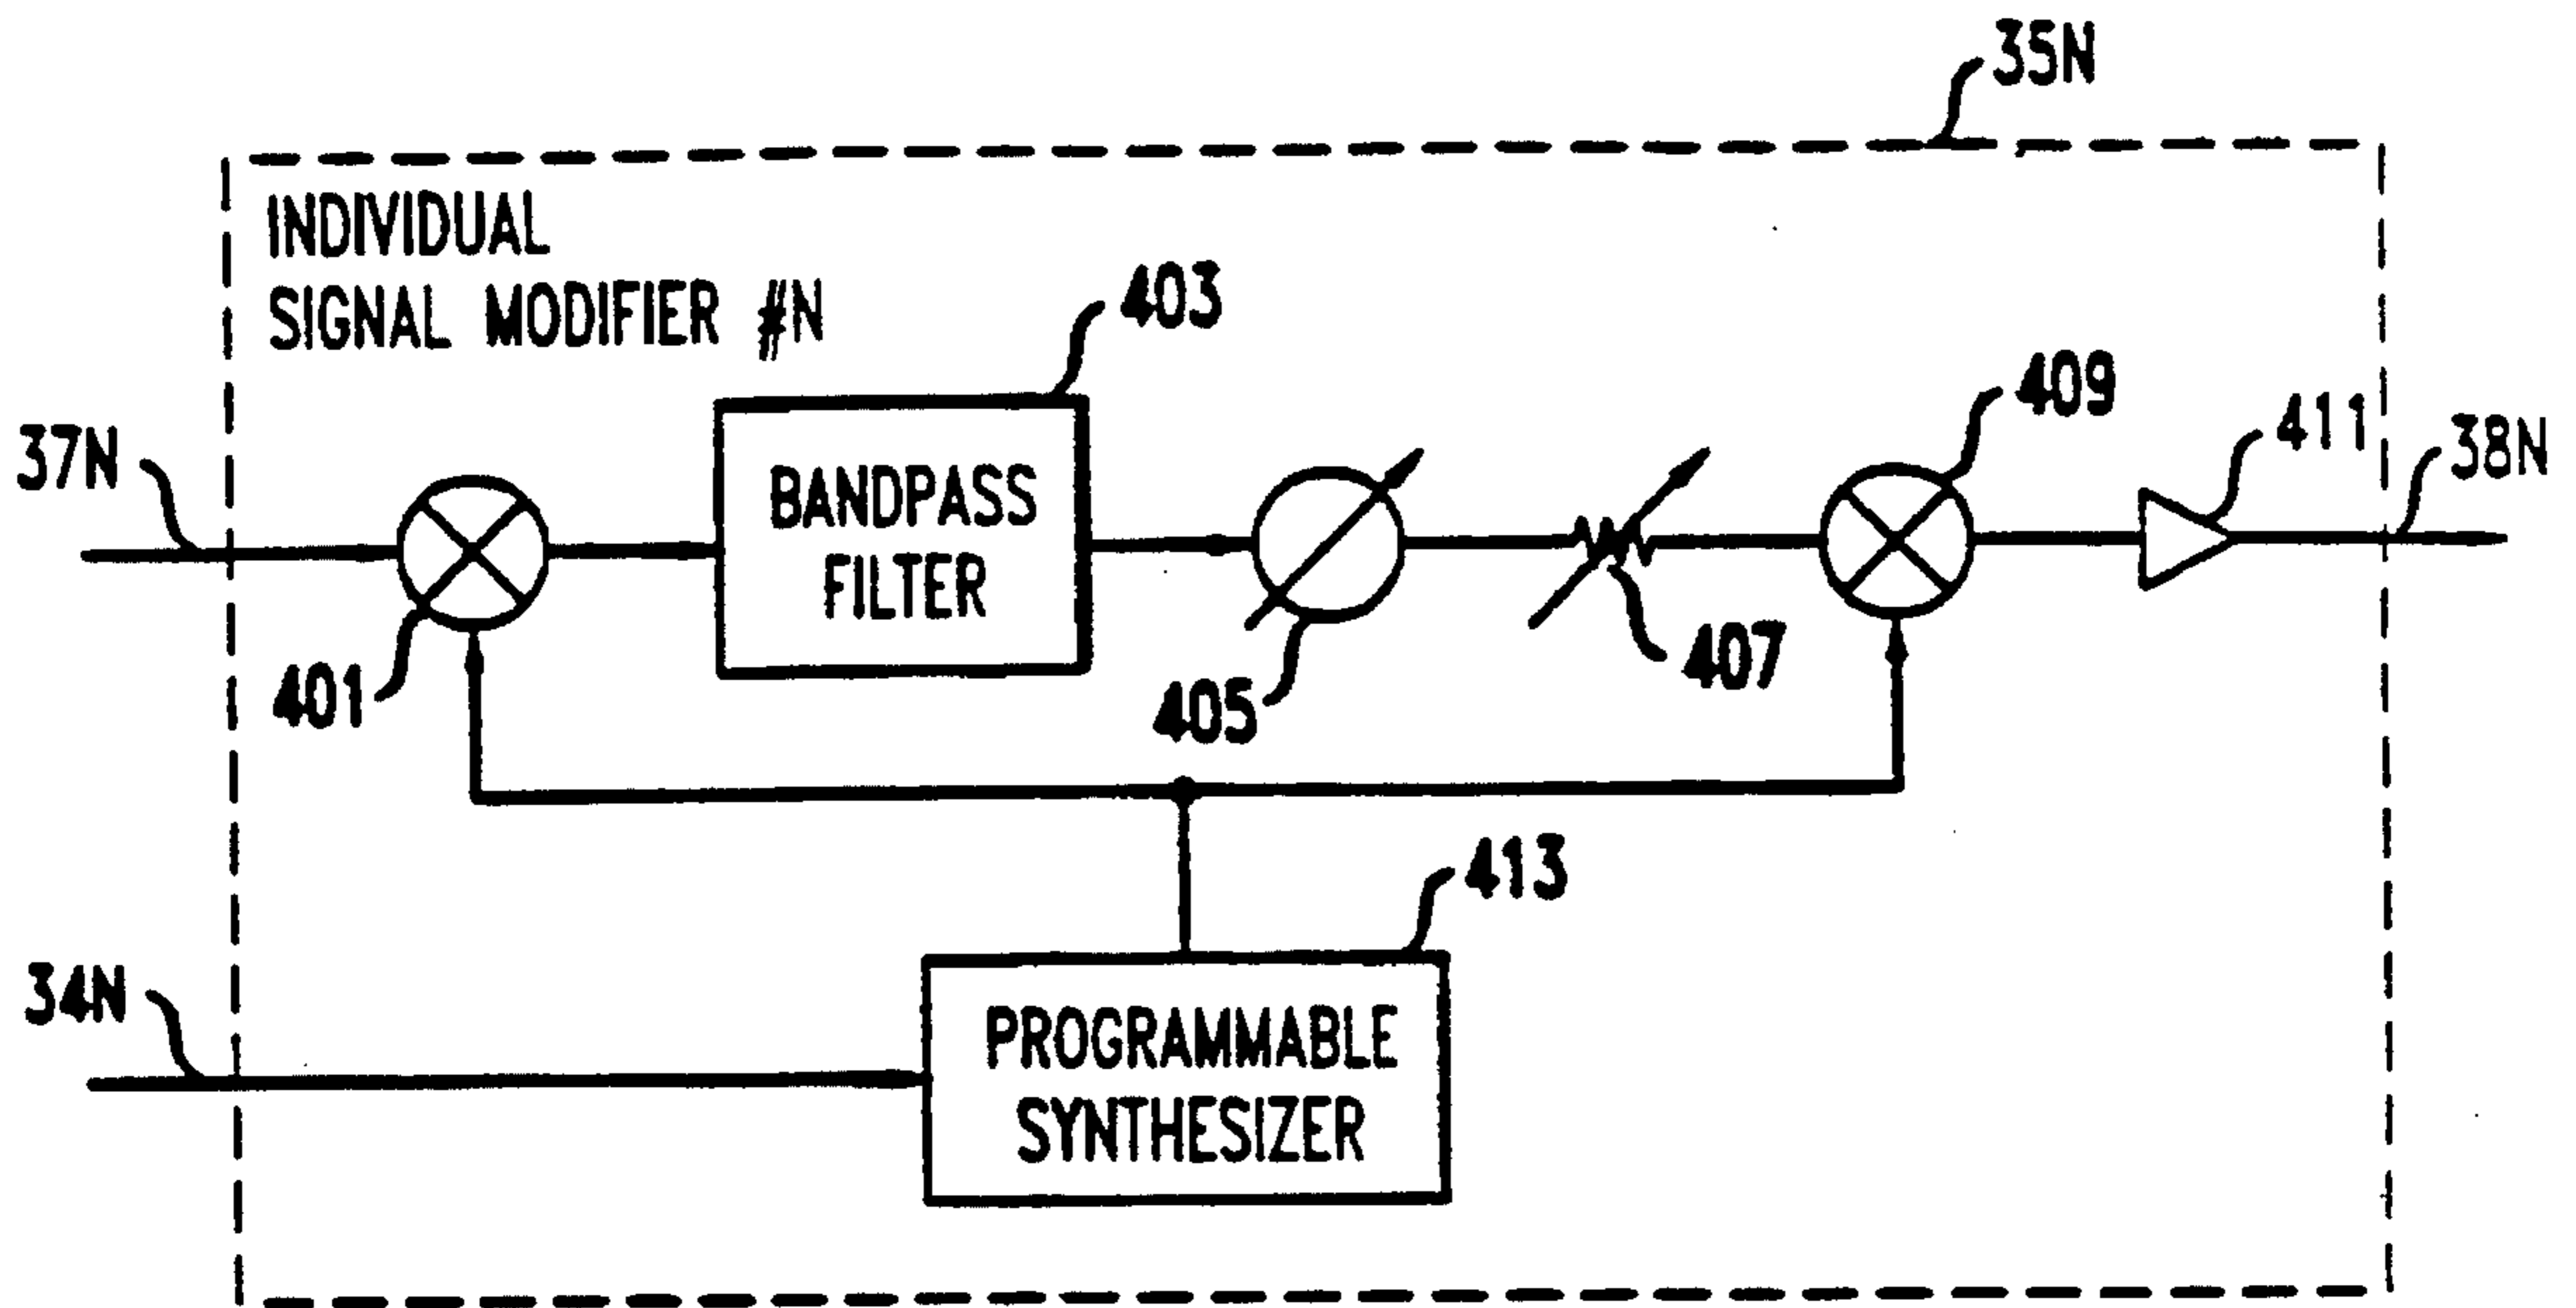 35N
INDIVIDUAL
SIGNAL MODIFIER #N
403
409
411
37N
38N
BANDPASS
FILTER
401
405
407
413
34N
PROGRAMMABLE
SYNTHESIZER